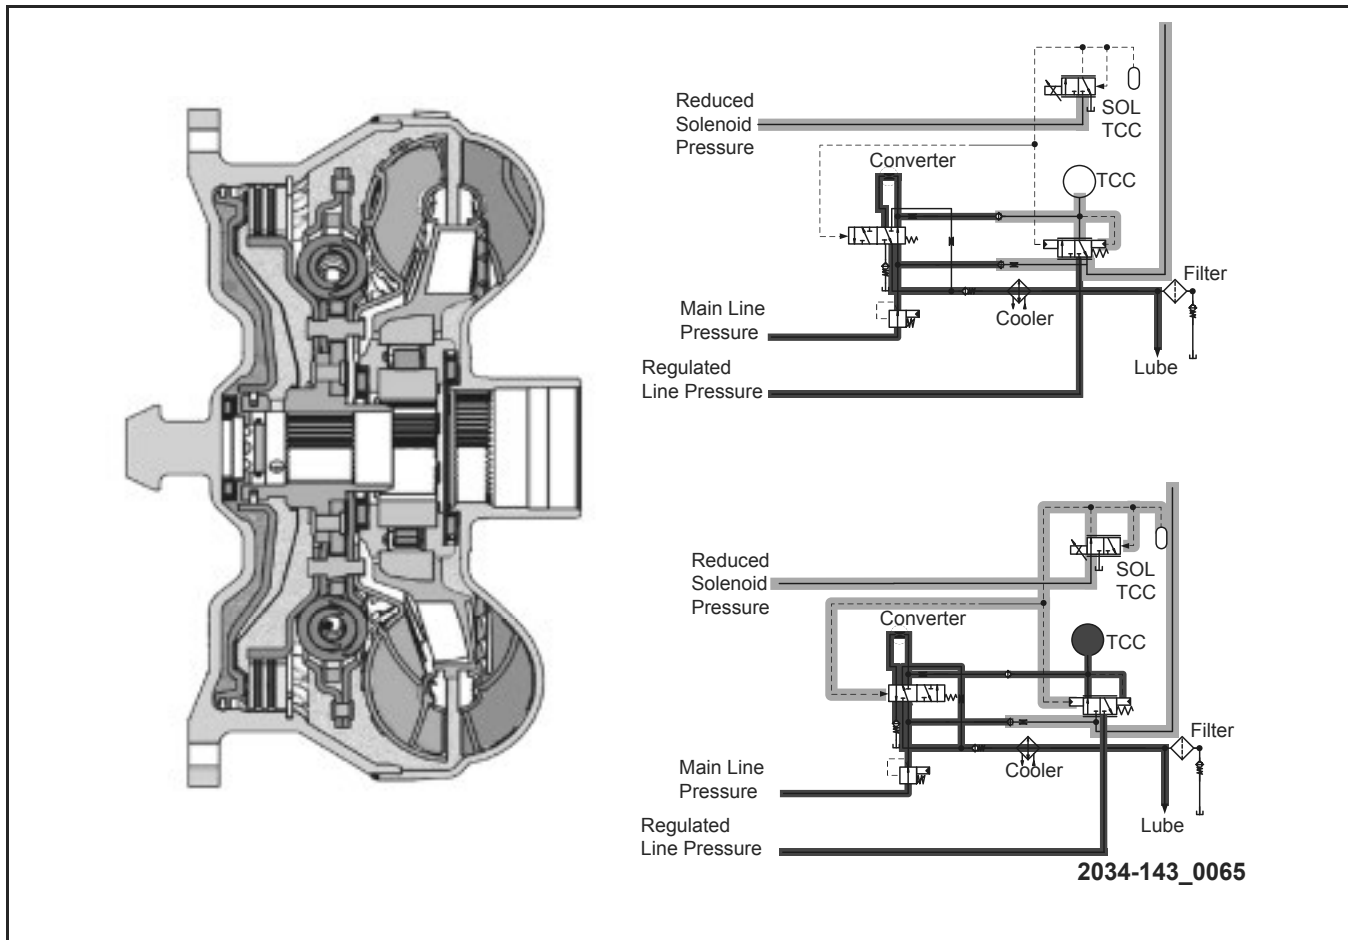 Reduced
Solenoid
Pressure
SOL
TCC
Converter
TCC
Filter
Main Line
Pressure
Cooler
Regulated
Line Pressure
Lube
Reduced
Solenoid
Pressure
SOL
TCC
Converter
TCC
Filter
Main Line
Pressure
Cooler
Regulated
Line Pressure
Lube
2034-143_0065